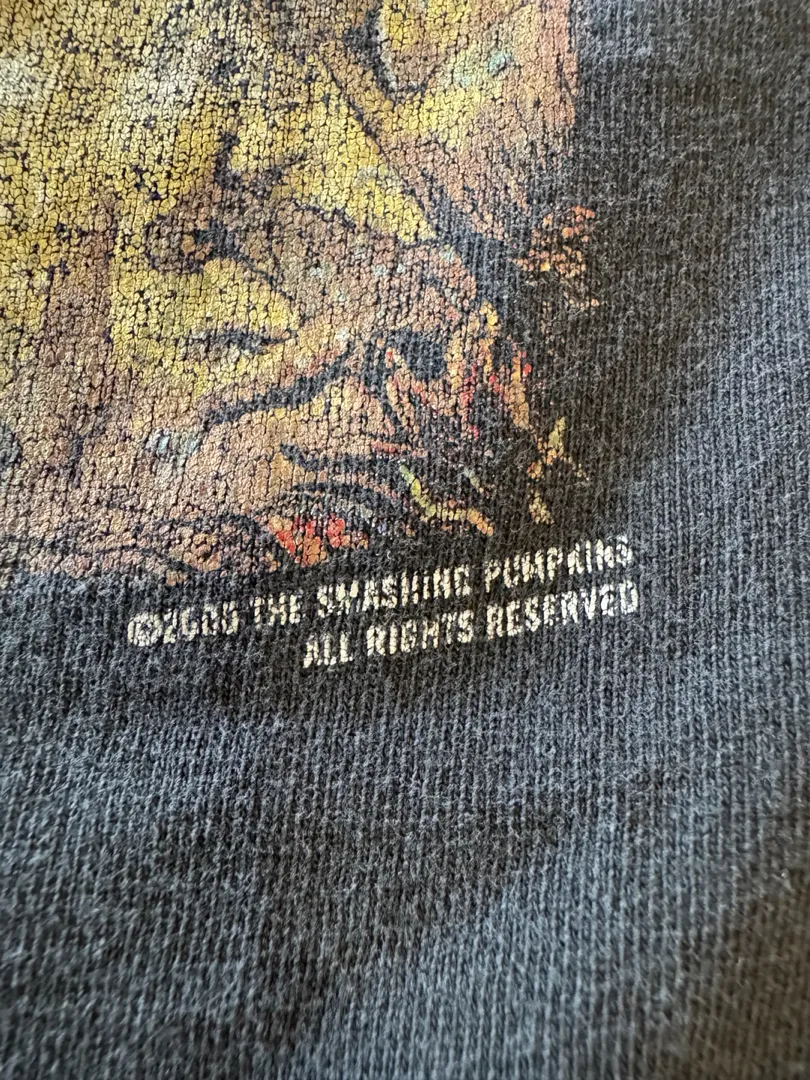 ©2000 THE SMASHING PUMPKINS
ALL RIGHTS RESERVED